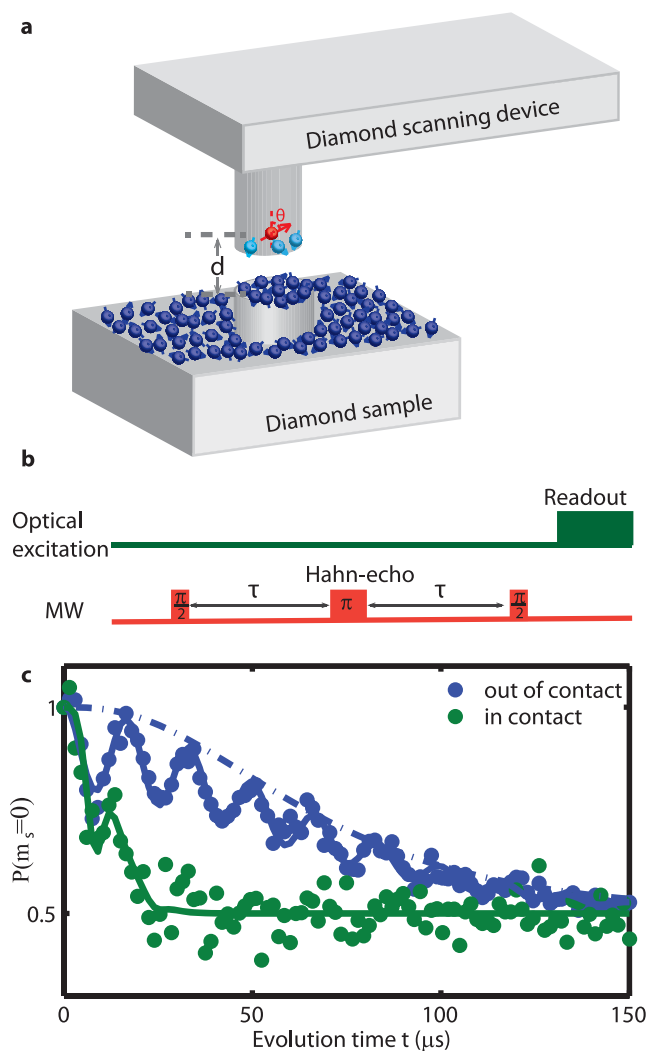 a
Diamond scanning device
θ
d
Diamond sample
b
Readout
Optical
excitation
Hahn-echo
MW
π/2
τ
π
τ
π/2
c
out of contact
in contact
P(m_s=0)
1
0.5
0
50
100
150
Evolution time t (μs)